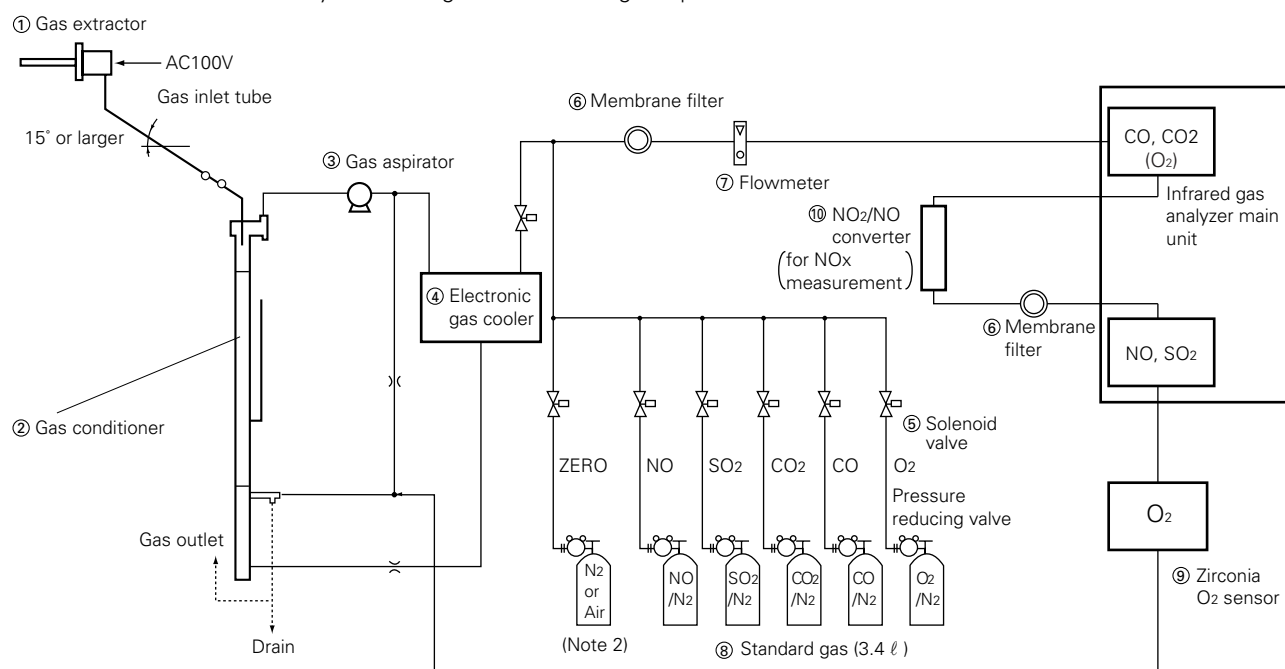 ① Gas extractor
AC100V
Gas inlet tube
15° or larger
③ Gas aspirator
⑥ Membrane filter
⑦ Flowmeter
CO, CO2
(O2)
Infrared gas
analyzer main
unit
⑩ NO2/NO
converter
(for NOx
measurement)
④ Electronic
gas cooler
⑥ Membrane
filter
NO, SO2
② Gas conditioner
⑤ Solenoid
valve
ZERO
NO
SO2
CO2
CO
O2
Pressure
reducing valve
O2
Gas outlet
Drain
N2
or
Air
NO
/N2
SO2
/N2
CO2
/N2
CO
/N2
O2
/N2
⑨ Zirconia
O2 sensor
(Note 2)
⑧ Standard gas (3.4 ℓ )